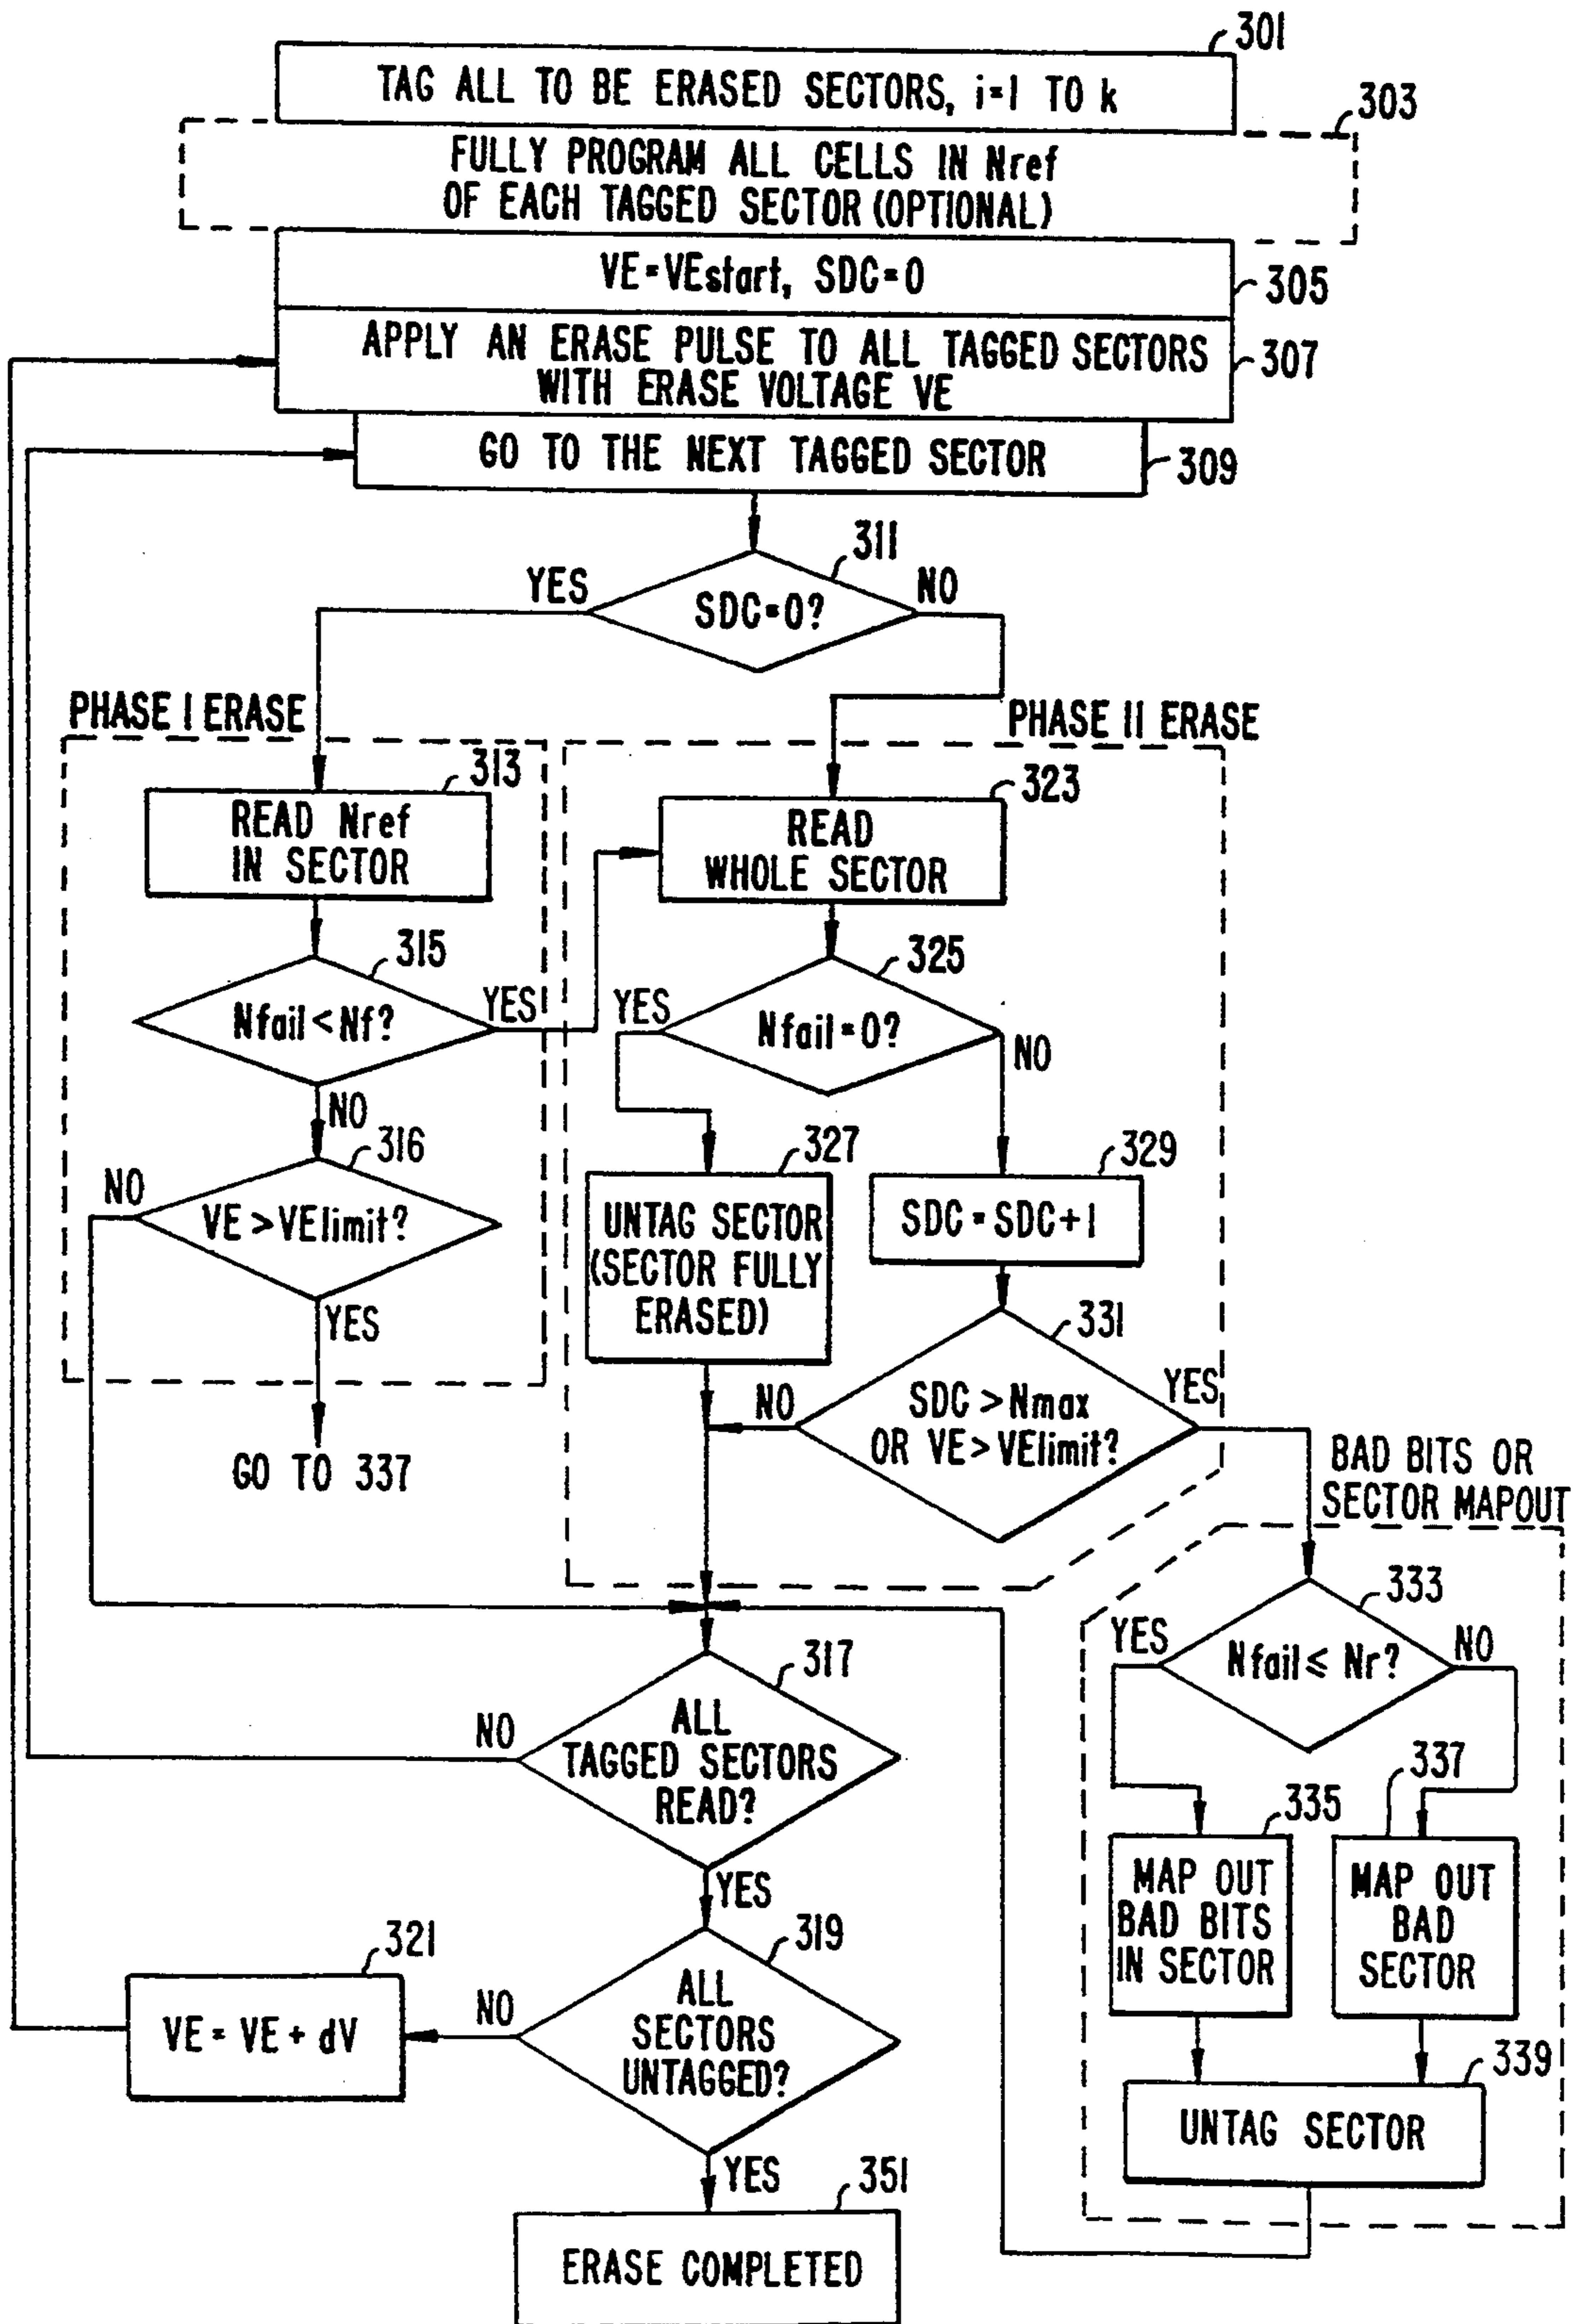 301
TAG ALL TO BE ERASED SECTORS, i=1 TO k
303
FULLY PROGRAM ALL CELLS IN Nref
OF EACH TAGGED SECTOR (OPTIONAL)
VE=VEstart, SDC=0
305
APPLY AN ERASE PULSE TO ALL TAGGED SECTORS
WITH ERASE VOLTAGE VE
307
GO TO THE NEXT TAGGED SECTOR
309
311
YES
NO
SDC=0?
PHASE I ERASE
PHASE II ERASE
313
READ Nref
IN SECTOR
323
READ
WHOLE SECTOR
315
Nfail<Nf?
YES
NO
325
YES
Nfail=0?
NO
316
NO
VE>VElimit?
YES
GO TO 337
327
UNTAG SECTOR
(SECTOR FULLY
ERASED)
329
SDC=SDC+1
331
NO
SDC>Nmax
OR VE>VElimit?
YES
BAD BITS OR
SECTOR MAPOUT
333
YES
Nfail≤Nr?
NO
317
NO
ALL
TAGGED SECTORS
READ?
YES
335
MAP OUT
BAD BITS
IN SECTOR
337
MAP OUT
BAD
SECTOR
321
VE=VE+dV
319
NO
ALL
SECTORS
UNTAGGED?
YES
339
UNTAG SECTOR
351
ERASE COMPLETED